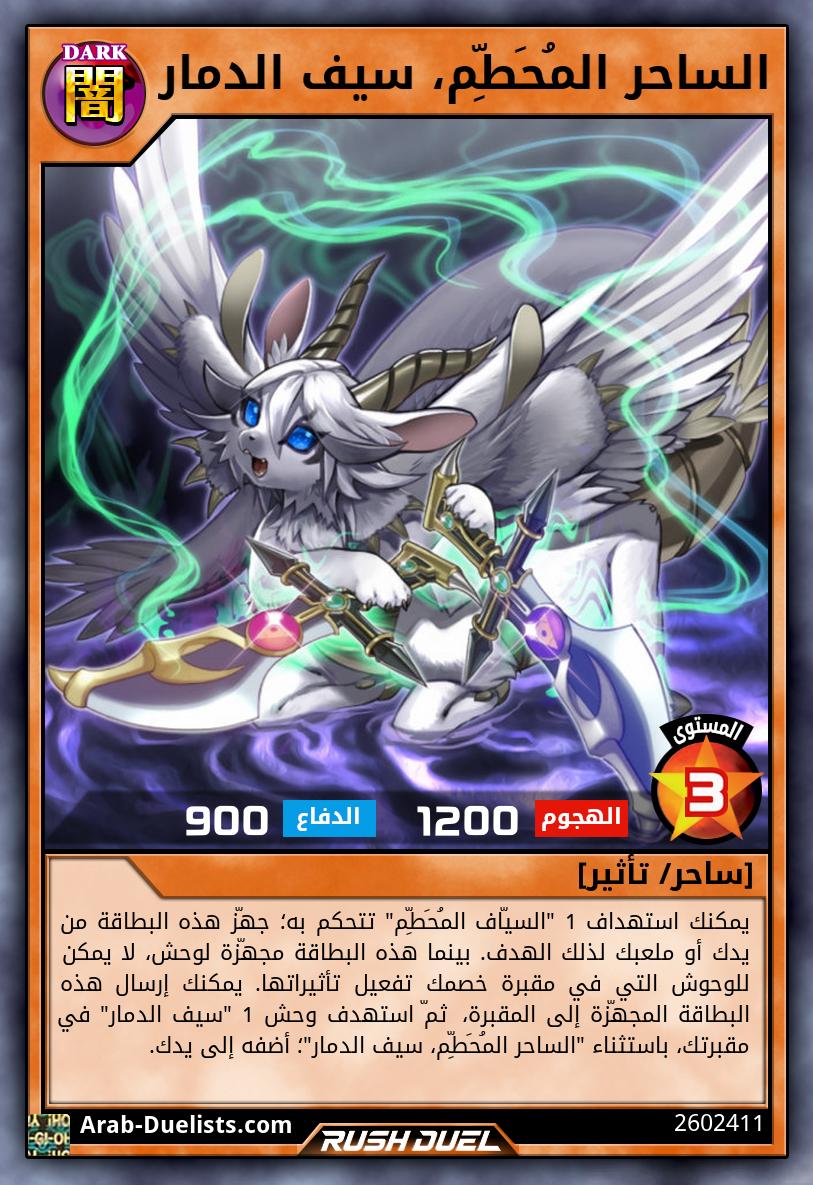 DARK
闇
الساحر المُحَطِّم، سيف الدمار
المستوى
3
الهجوم 1200 الدفاع 900
[ساحر/ تأثير]
يمكنك استهداف 1 "السيّاف المُحَطِّم" تتحكم به؛ جهّز هذه البطاقة من
يدك أو ملعبك لذلك الهدف. بينما هذه البطاقة مجهّزة لوحش، لا يمكن
للوحوش التي في مقبرة خصمك تفعيل تأثيراتها. يمكنك إرسال هذه
البطاقة المجهّزة إلى المقبرة، ثمّ استهدف وحش 1 "سيف الدمار" في
مقبرتك، باستثناء "الساحر المُحَطِّم، سيف الدمار"؛ أضفه إلى يدك.
Arab-Duelists.com
RUSH DUEL
2602411